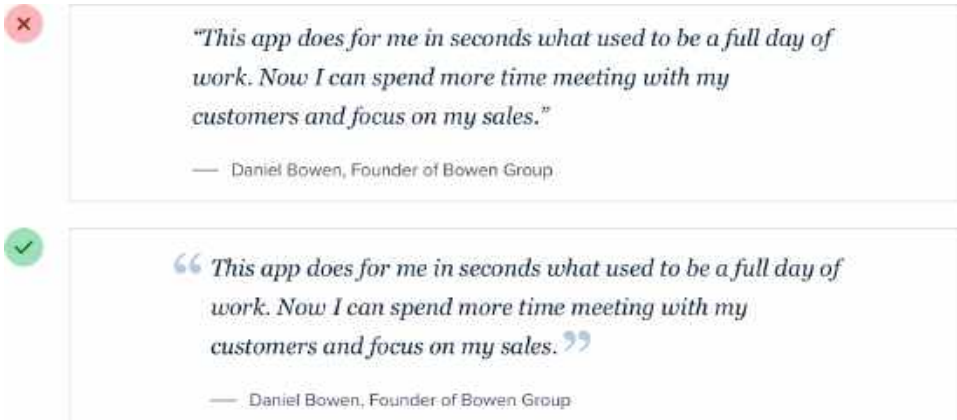 “This app does for me in seconds what used to be a full day of
work. Now I can spend more time meeting with my
customers and focus on my sales.”
— Daniel Bowen, Founder of Bowen Group
“ This app does for me in seconds what used to be a full day of
work. Now I can spend more time meeting with my
customers and focus on my sales. ”
— Daniel Bowen, Founder of Bowen Group